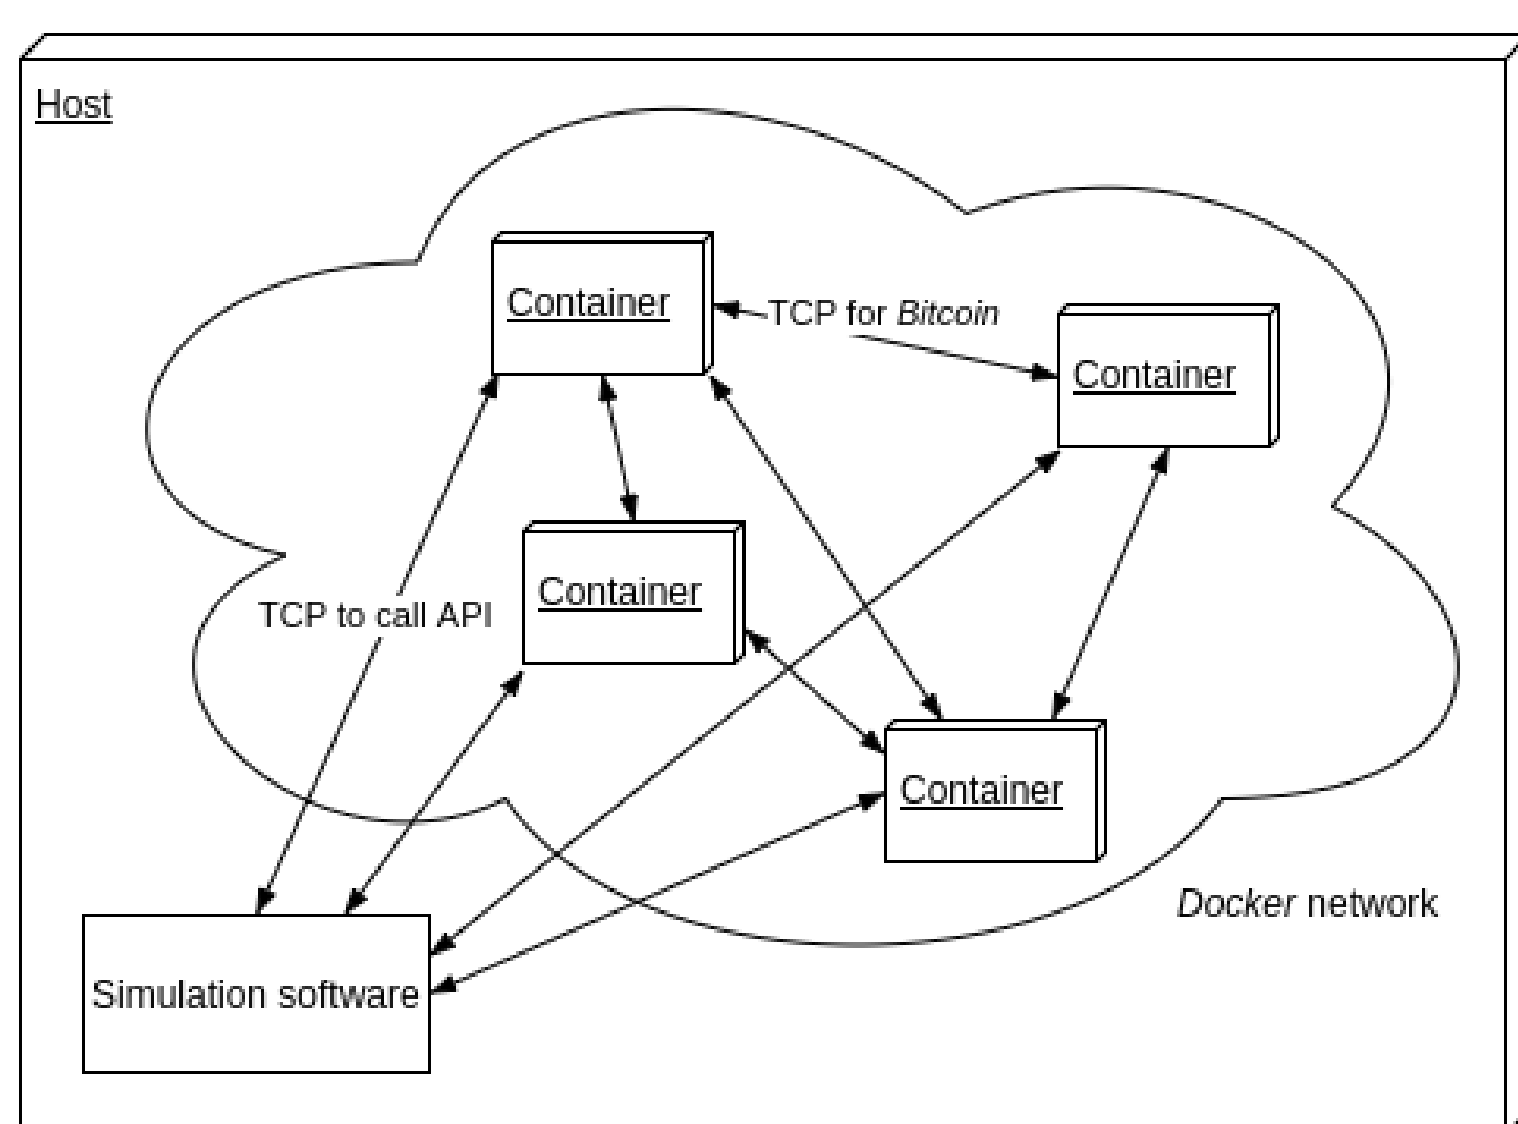 Host
Container
TCP for Bitcoin
Container
Container
TCP to call API
Container
Docker network
Simulation software